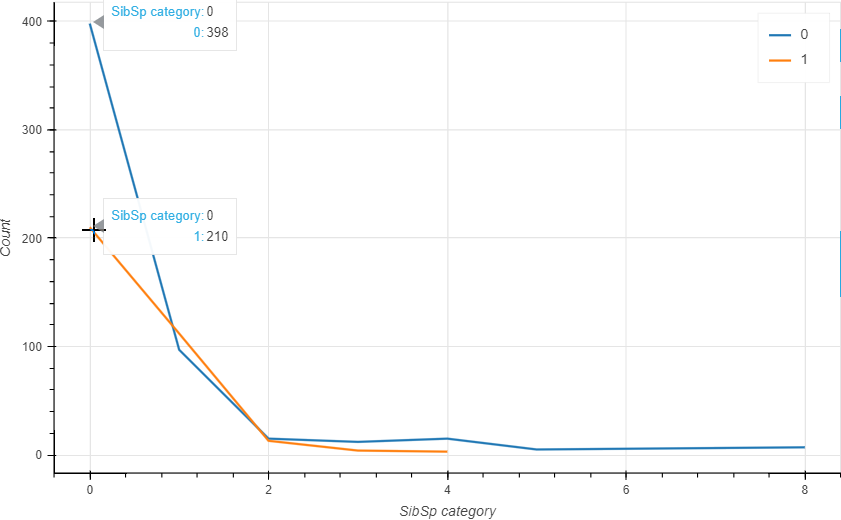 400
SibSp category: 0
0: 398
0
1
300
SibSp category: 0
1: 210
200
Count
100
0
0 2 4 6 8
SibSp category